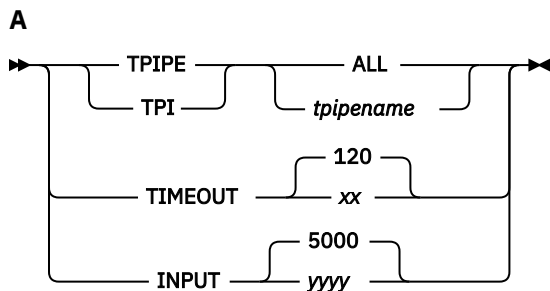 A
TPIPE ALL
TPI tpipename
120
TIMEOUT xx
5000
INPUT yyyy